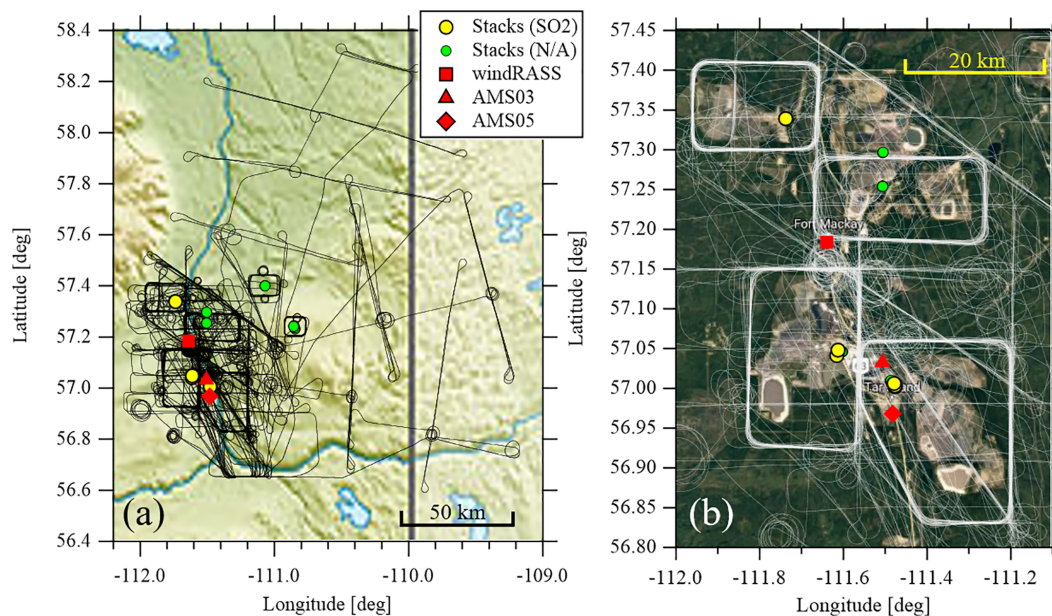 Stacks (SO2)
Stacks (N/A)
windRASS
AMS03
AMS05
58.4
58.2
58.0
57.8
57.6
57.4
57.2
57.0
56.8
56.6
56.4
Latitude [deg]
(a)
50 km
-112.0
-111.0
-110.0
-109.0
Longitude [deg]
57.45
57.40
57.35
57.30
57.25
57.20
57.15
57.10
57.05
57.00
56.95
56.90
56.85
56.80
Latitude [deg]
20 km
Fort Mackay
63
(b)
-112.0
-111.8
-111.6
-111.4
-111.2
Longitude [deg]